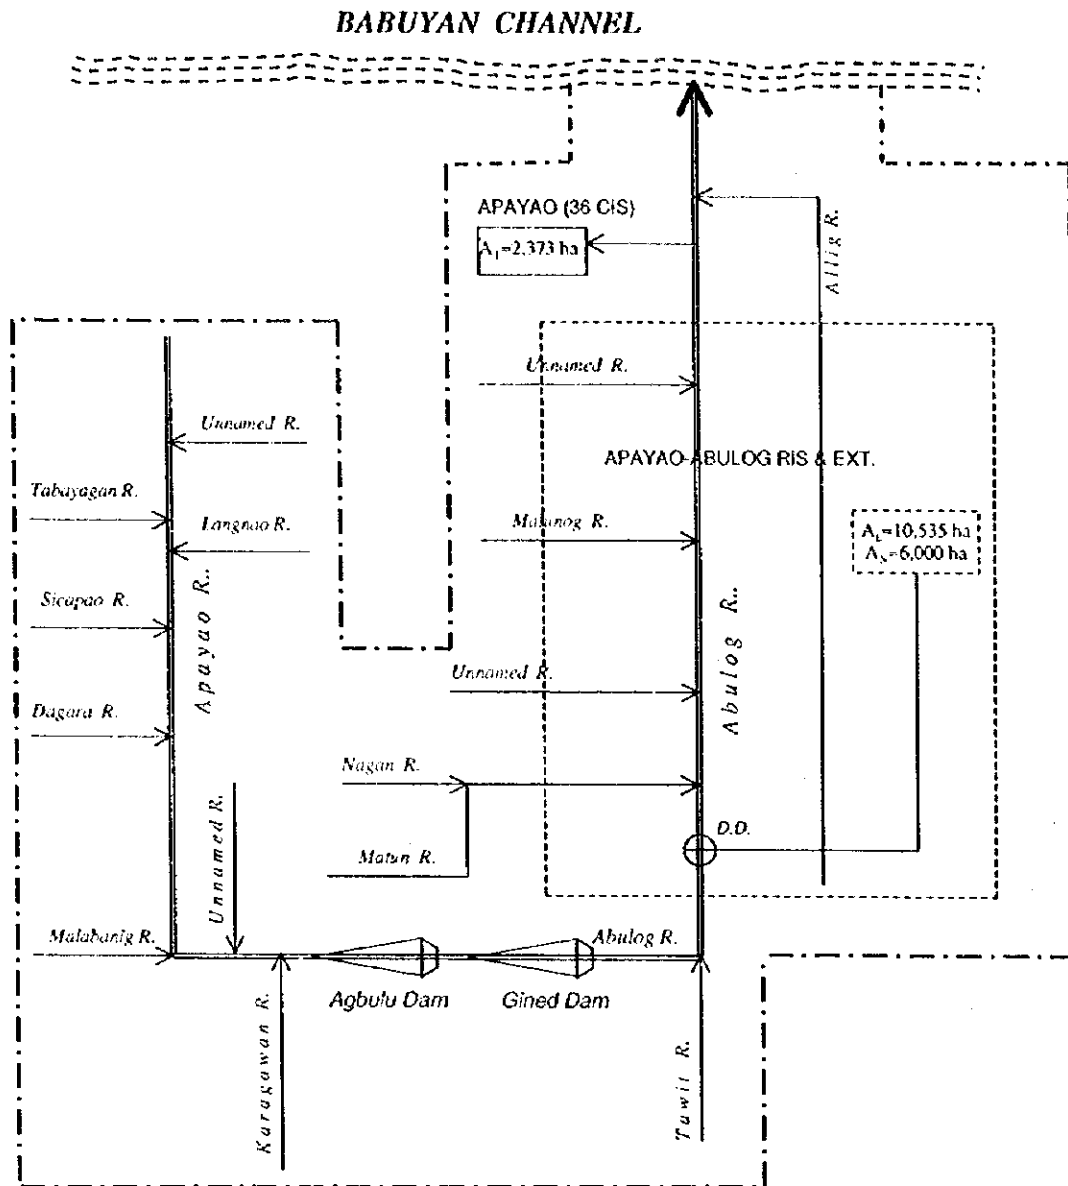 BABUYAN CHANNEL
APAYAO (36 CIS)
A₁=2,373 ha
Allig R.
Unnamed R.
Unnamed R.
APAYAO-ABULOG RIS & EXT.
Tabayagan R.
Langnao R.
Malunog R.
A_E=10,535 ha
A_N=6,000 ha
Sicapao R.
Apayao R..
Abulog R..
Unnamed R.
Dagara R.
Nagan R.
Unnamed R.
D.D.
Matun R.
Malabanig R.
Abulog R.
Agbulu Dam
Gined Dam
Karagawan R.
Tawit R.